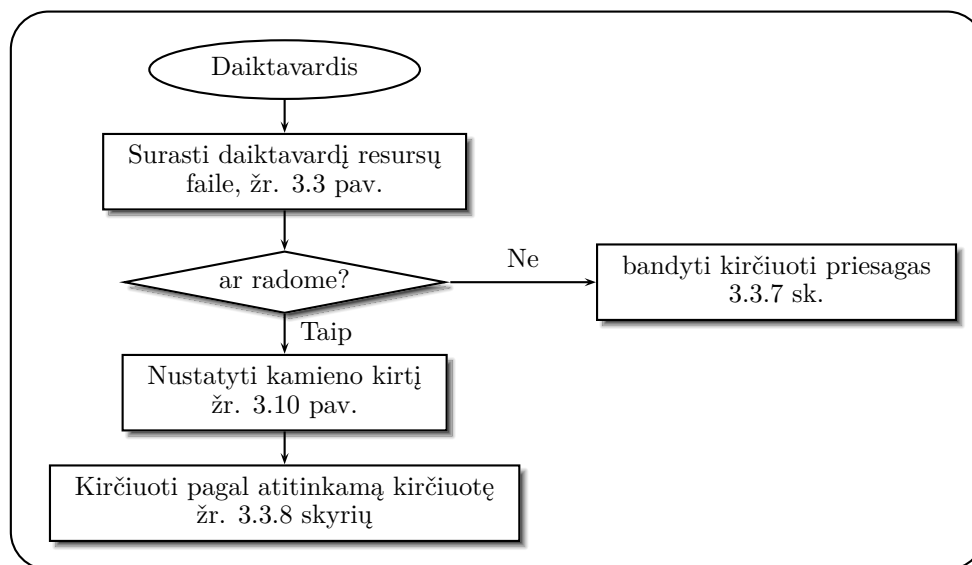 Daiktavardis
Surasti daiktavardį resursų
faile, žr. 3.3 pav.
ar radome?
Ne
bandyti kirčiuoti priesagas
3.3.7 sk.
Taip
Nustatyti kamieno kirtį
žr. 3.10 pav.
Kirčiuoti pagal atitinkamą kirčiuotę
žr. 3.3.8 skyrių